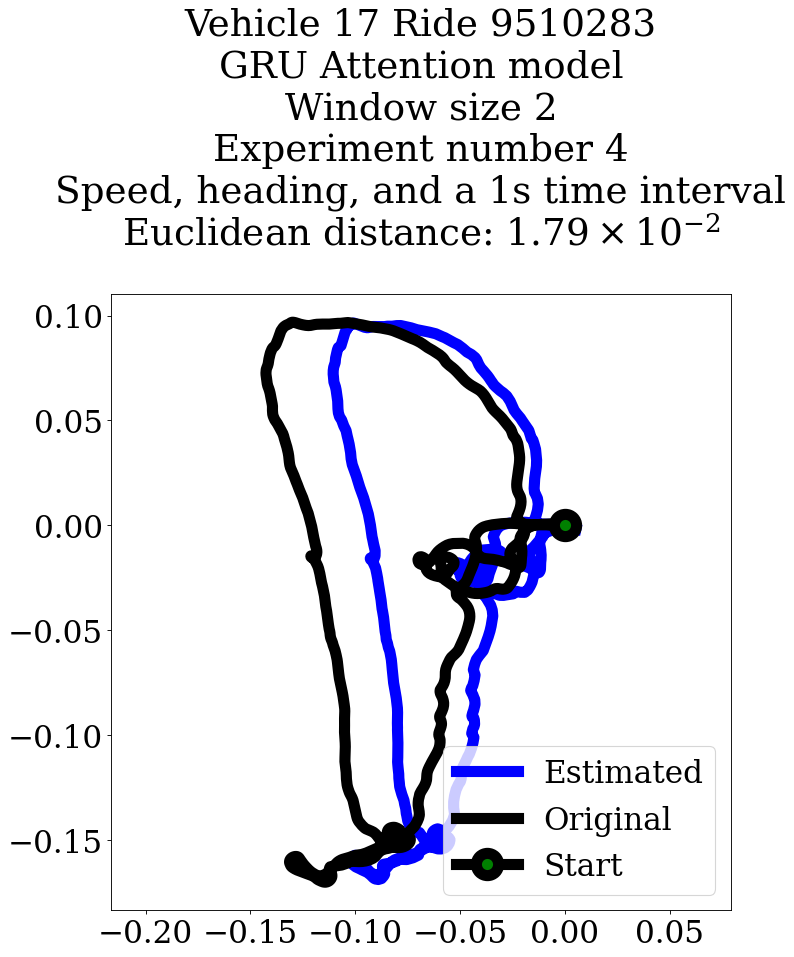 Vehicle 17 Ride 9510283
GRU Attention model
Window size 2
Experiment number 4
Speed, heading, and a 1s time interval
Euclidean distance: 1.79 × 10⁻²
0.10
0.05
0.00
−0.05
−0.10
−0.15
Estimated
Original
Start
−0.20 −0.15 −0.10 −0.05 0.00 0.05